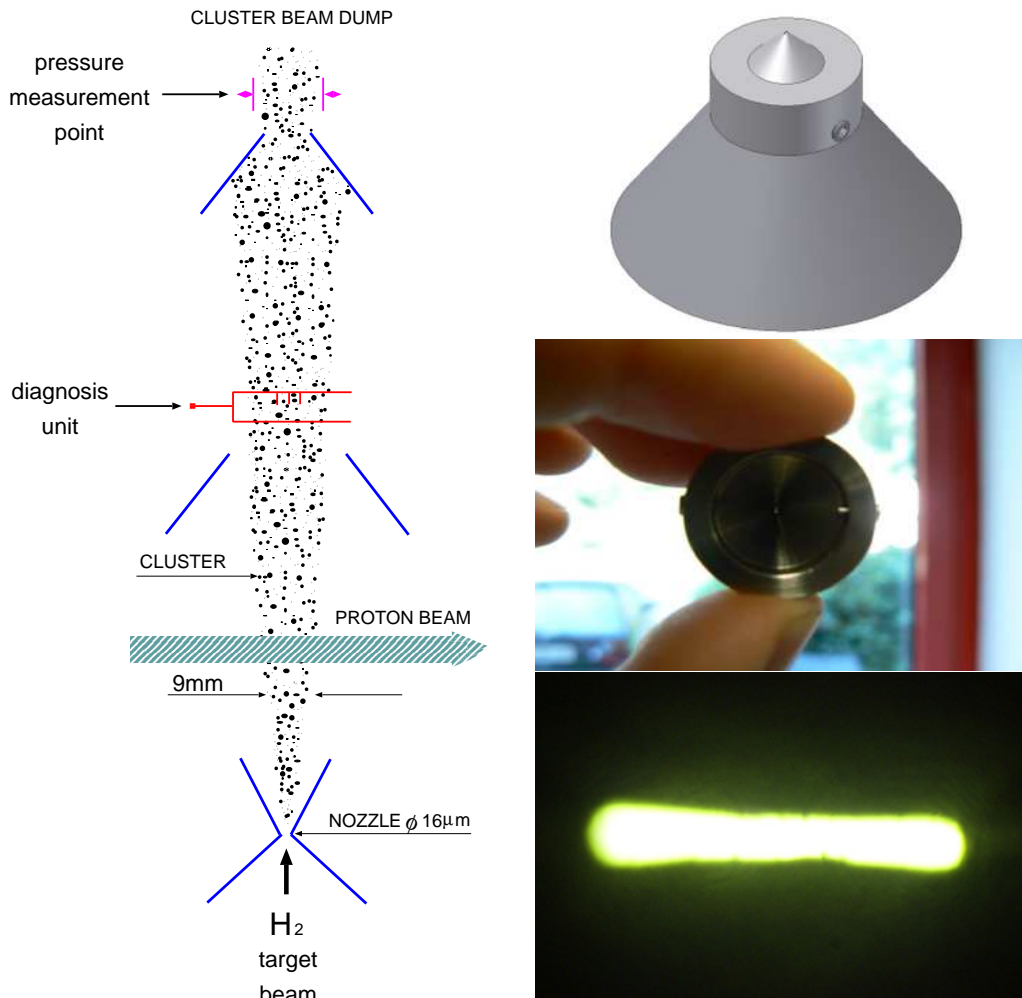 CLUSTER BEAM DUMP
pressure
measurement
point
diagnosis
unit
CLUSTER
PROTON BEAM
9mm
NOZZLE ϕ 16μm
H₂
target
beam